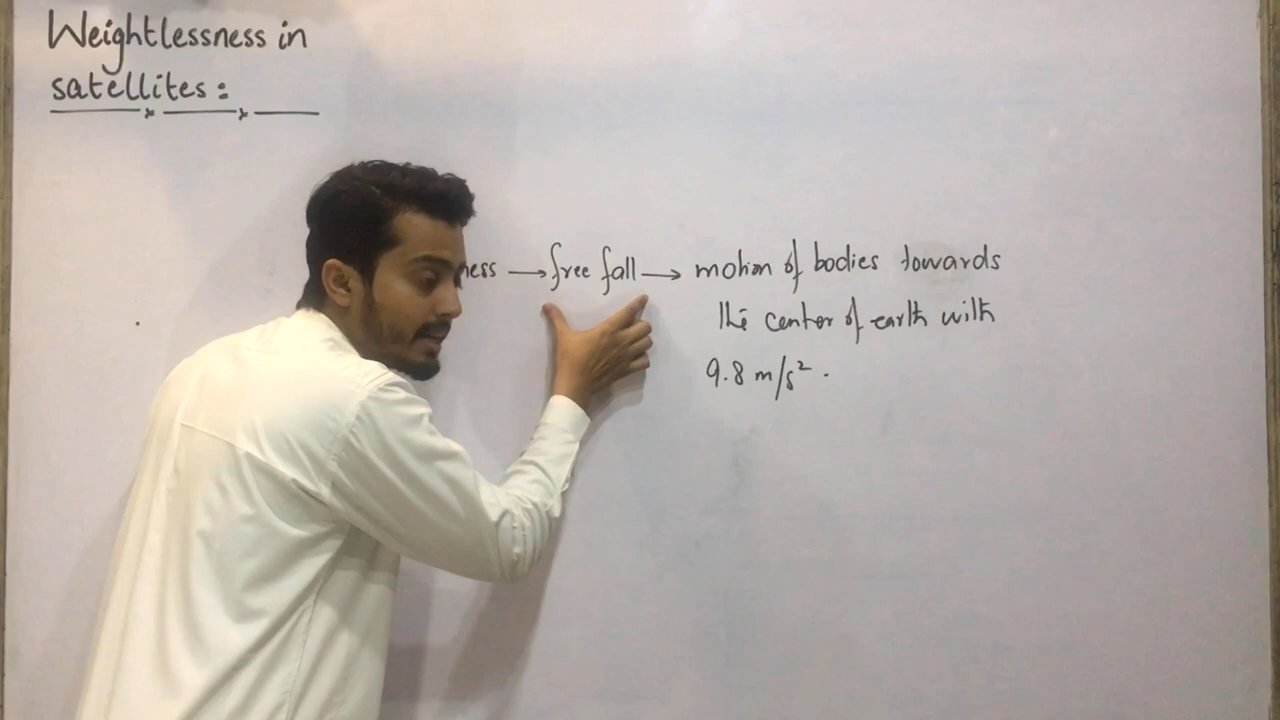 Weightlessness in
satellites:
ness → free fall → motion of bodies towards
the center of earth with
9.8 m/s².